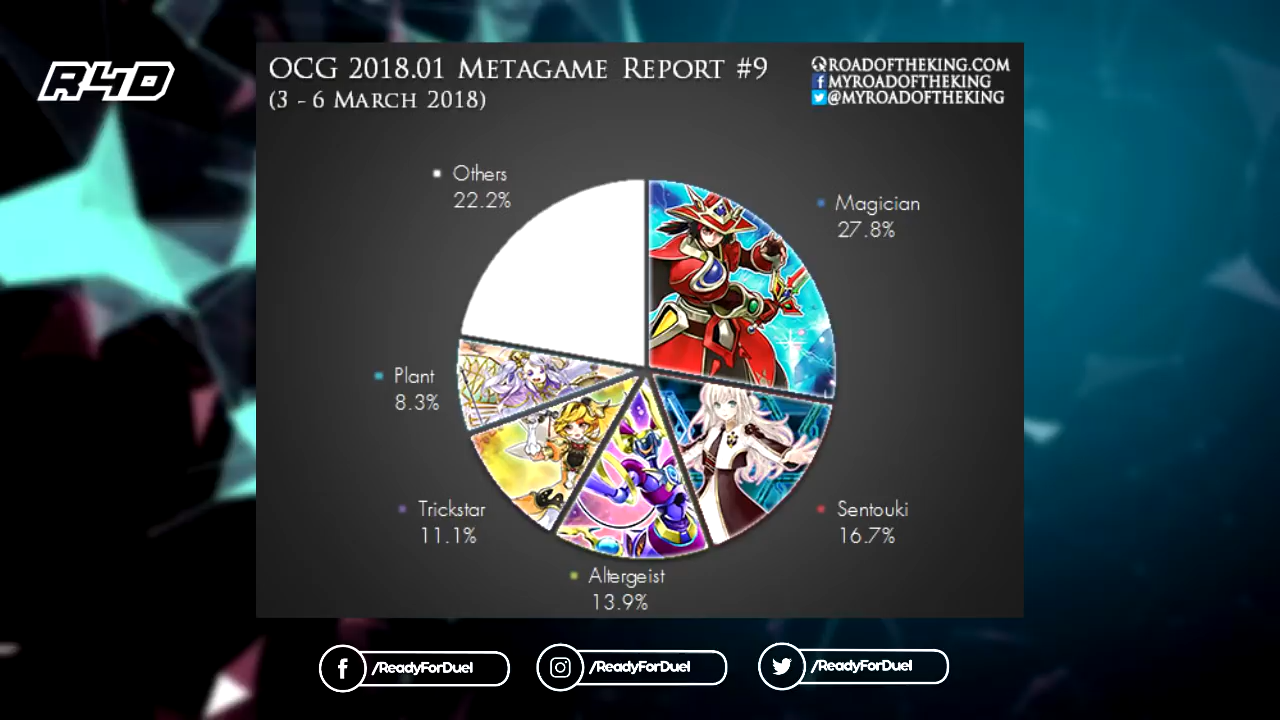 R4D
OCG 2018.01 METAGAME REPORT #9
(3 - 6 MARCH 2018)
ROADOFTHEKING.COM
MYROADOFTHEKING
@MYROADOFTHEKING
Others
22.2%
Magician
27.8%
Plant
8.3%
Trickstar
11.1%
Sentouki
16.7%
Altergeist
13.9%
/ReadyForDuel
/ReadyForDuel
/ReadyForDuel